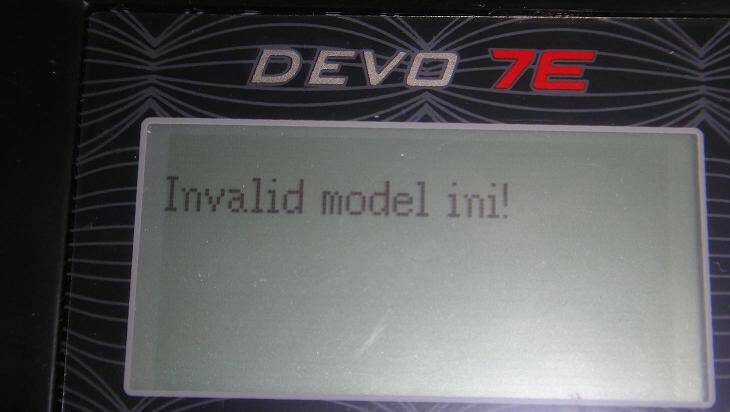 DEVO 7E
Invalid model ini!